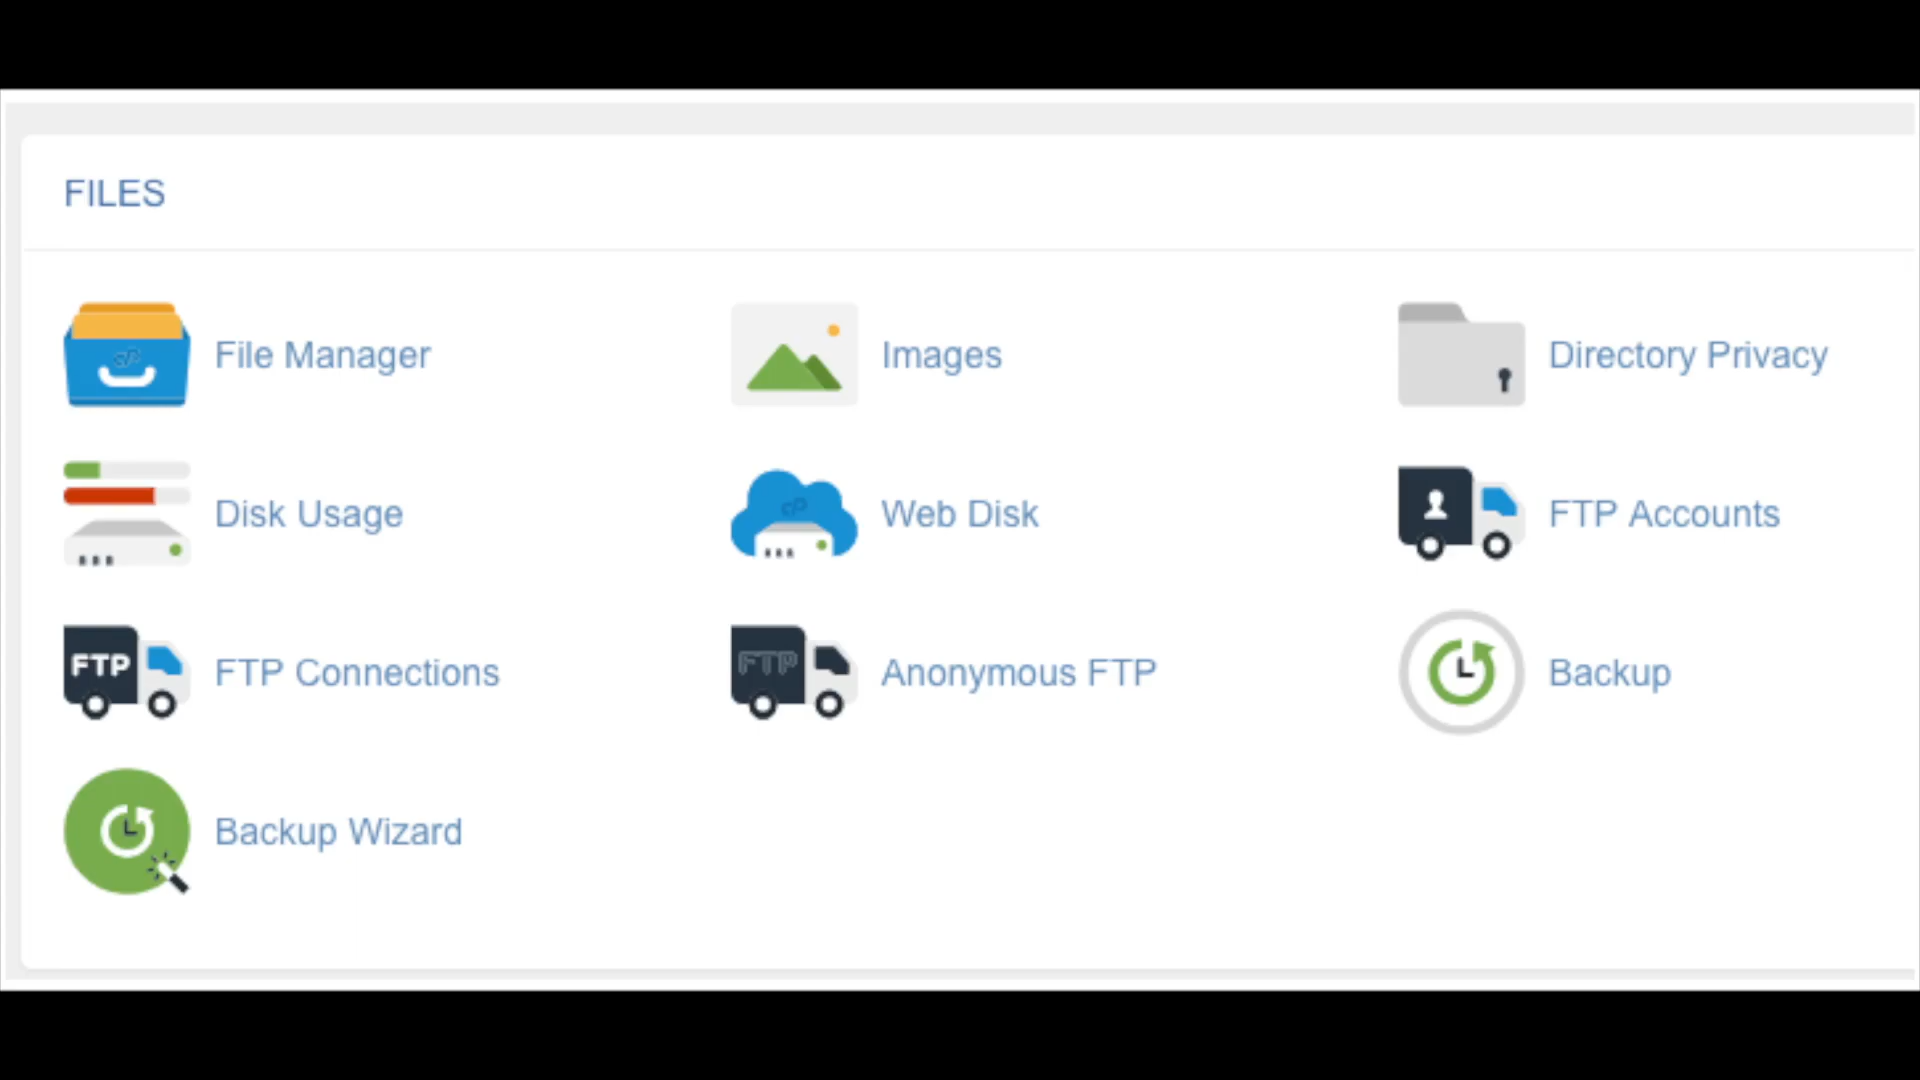 FILES
File Manager
Images
Directory Privacy
Disk Usage
Web Disk
FTP Accounts
FTP
FTP Connections
FTP
Anonymous FTP
Backup
Backup Wizard